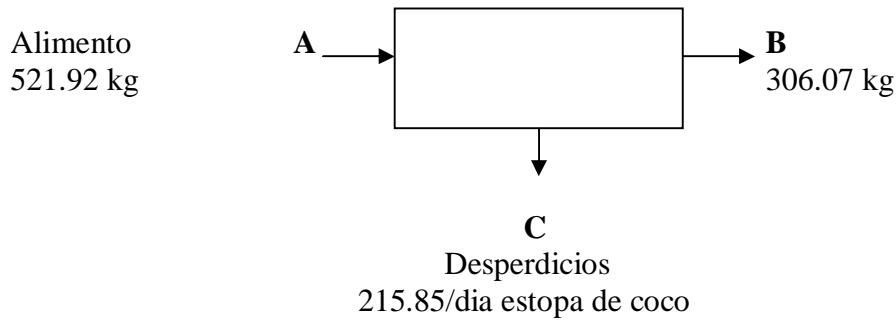 Alimento
521.92 kg
A
B
306.07 kg
C
Desperdicios
215.85/dia estopa de coco